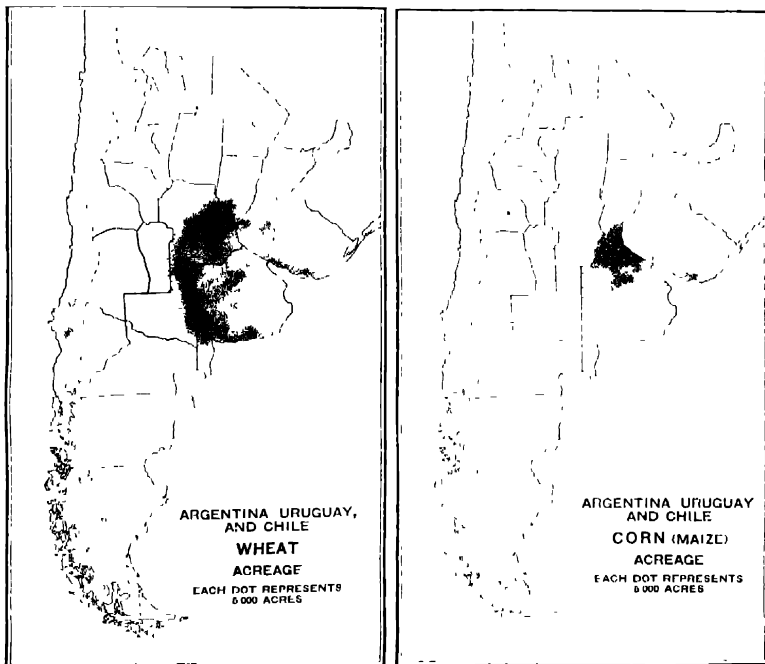 ARGENTINA URUGUAY,
AND CHILE
WHEAT
ACREAGE
EACH DOT REPRESENTS
5 000 ACRES
ARGENTINA URUGUAY
AND CHILE
CORN (MAIZE)
ACREAGE
EACH DOT REPRESENTS
5 000 ACRES